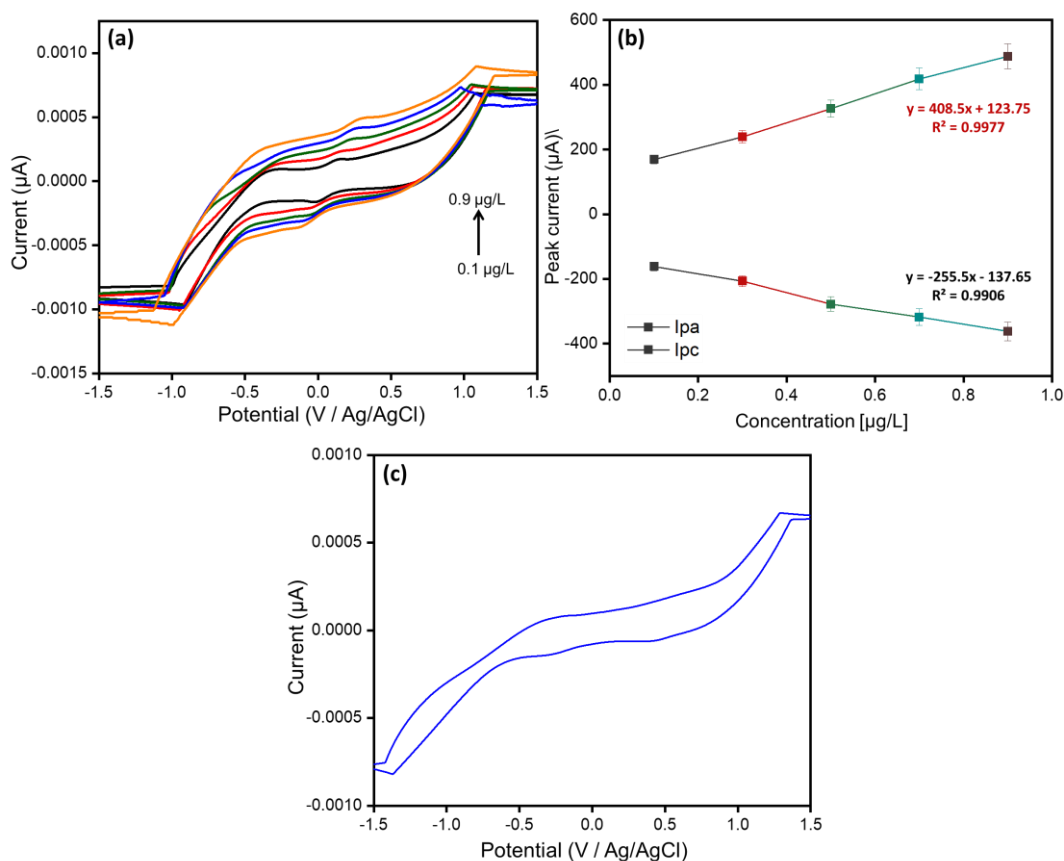 (a)
0.0010
0.0005
0.0000
-0.0005
-0.0010
-0.0015
Current (µA)
0.9 µg/L
0.1 µg/L
-1.5 -1.0 -0.5 0.0 0.5 1.0 1.5
Potential (V / Ag/AgCl)
(b)
600
400
200
0
-200
-400
Peak current (µA)\
y = 408.5x + 123.75
R² = 0.9977
y = -255.5x - 137.65
R² = 0.9906
Ipa
Ipc
0.0 0.2 0.4 0.6 0.8 1.0
Concentration [µg/L]
(c)
0.0010
0.0005
0.0000
-0.0005
-0.0010
Current (µA)
-1.5 -1.0 -0.5 0.0 0.5 1.0 1.5
Potential (V / Ag/AgCl)